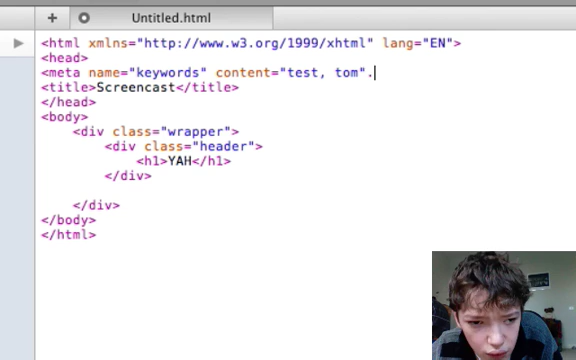 Untitled.html
<html xmlns="http://www.w3.org/1999/xhtml" lang="EN">
<head>
<meta name="keywords" content="test, tom".
<title>Screencast</title>
</head>
<body>
<div class="wrapper">
<div class="header">
<h1>YAH</h1>
</div>
</div>
</body>
</html>